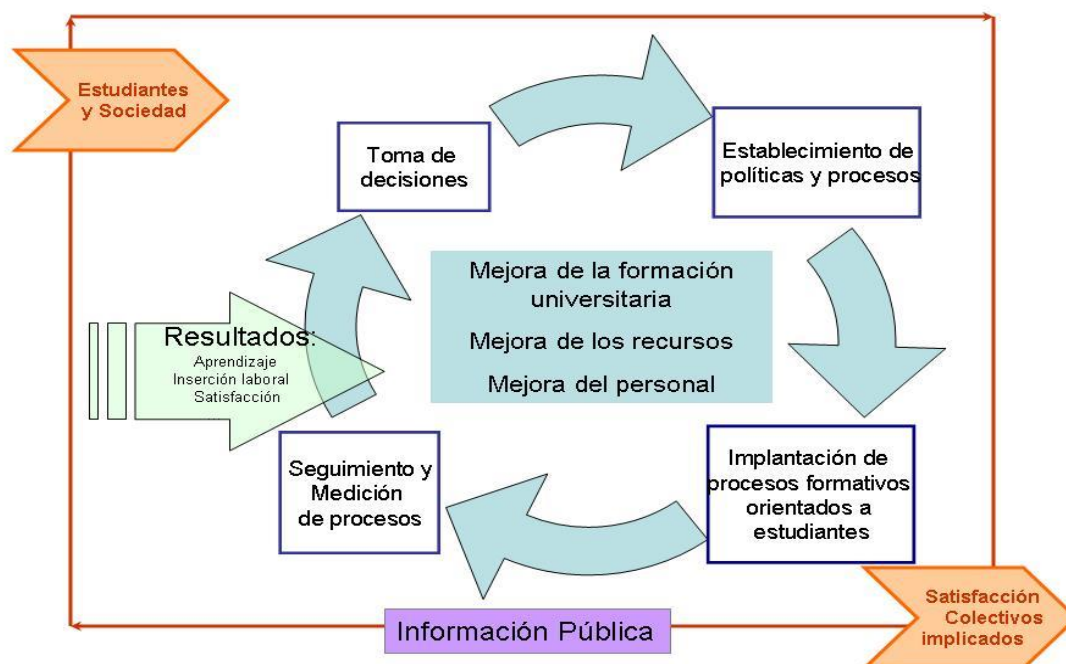 Estudiantes
y Sociedad
Toma de
decisiones
Establecimiento de
políticas y procesos
Mejora de la formación
universitaria
Mejora de los recursos
Mejora del personal
Resultados:
Aprendizaje
Inserción laboral
Satisfacción
Seguimiento y
Medición
de procesos
Implantación de
procesos formativos
orientados a
estudiantes
Información Pública
Satisfacción
Colectivos
implicados